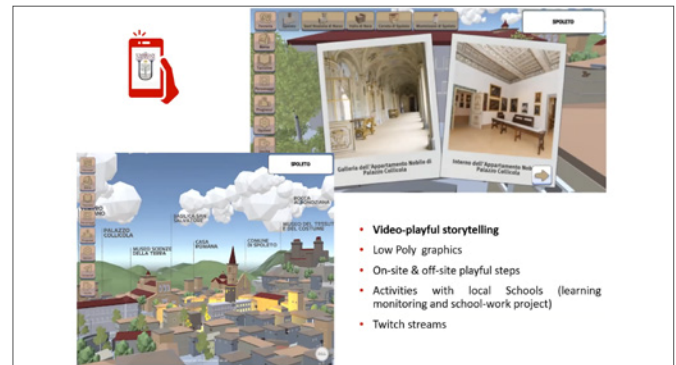 SPOLETO
Galleria dell'Appartamento Nobile di
Palazzo Collicola
Interno dell'Appartamento
Palazzo Collicola
SPOLETO
ROCCA
ALBORNOZIANA
BASILICA SAN
SALVATORE
MUSEO DEL TESSUTO
E DEL COSTUME
PALAZZO
COLLICOLA
CASA
ROMANA
COMUNE
DI SPOLETO
MUSEO SCIENZE
DELLA TERRA
• Video-playful storytelling
• Low Poly graphics
• On-site & off-site playful steps
• Activities with local Schools (learning
monitoring and school-work project)
• Twitch streams